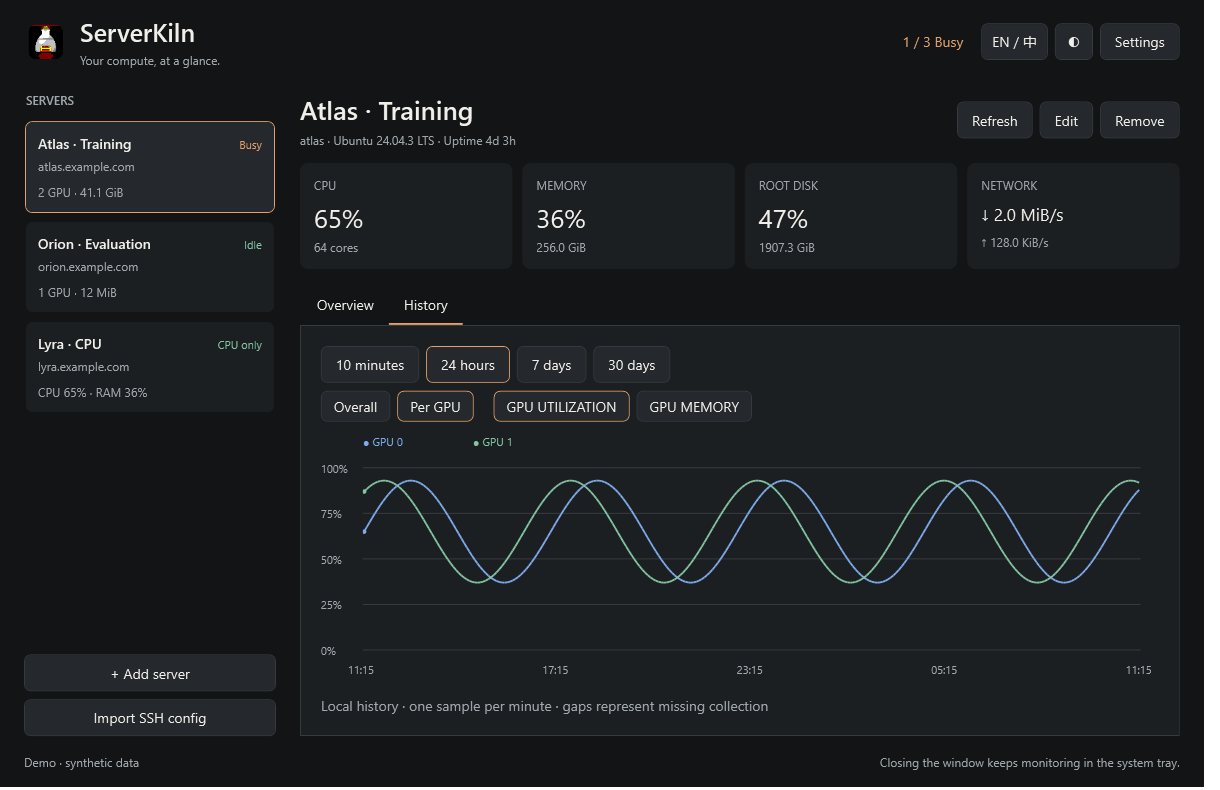 ServerKiln
Your compute, at a glance.
1 / 3 Busy
EN / 中
Settings
SERVERS
Atlas · Training
Busy
atlas.example.com
2 GPU · 41.1 GiB
Orion · Evaluation
Idle
orion.example.com
1 GPU · 12 MiB
Lyra · CPU
CPU only
lyra.example.com
CPU 65% · RAM 36%
+ Add server
Import SSH config
Atlas · Training
atlas · Ubuntu 24.04.3 LTS · Uptime 4d 3h
Refresh
Edit
Remove
CPU
65%
64 cores
MEMORY
36%
256.0 GiB
ROOT DISK
47%
1907.3 GiB
NETWORK
↓ 2.0 MiB/s
↑ 128.0 KiB/s
Overview
History
10 minutes
24 hours
7 days
30 days
Overall
Per GPU
GPU UTILIZATION
GPU MEMORY
● GPU 0
● GPU 1
100%
75%
50%
25%
0%
11:15
17:15
23:15
05:15
11:15
Local history · one sample per minute · gaps represent missing collection
Demo · synthetic data
Closing the window keeps monitoring in the system tray.